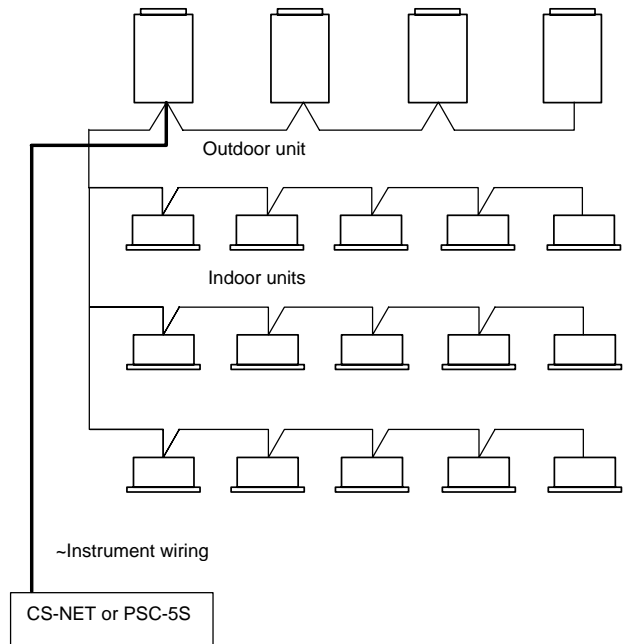 Outdoor unit
Indoor units
~Instrument wiring
CS-NET or PSC-5S